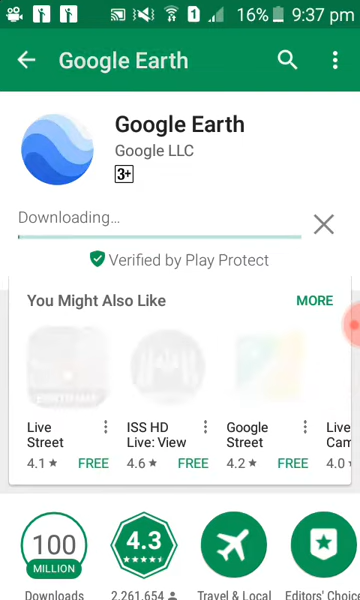 1 16% 9:37 pm
Google Earth
Google Earth
Google LLC
3+
Downloading...
Verified by Play Protect
You Might Also Like MORE
Live Street 4.1 FREE
ISS HD Live: View 4.6 FREE
Google Street 4.2 FREE
Live Cam 4.0
100 MILLION Downloads
4.3 2,261,654
Travel & Local
Editors' Choice